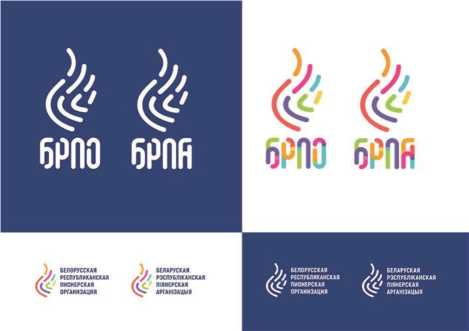 БРПО БРПА
БРПО БРПА
БЕЛОРУССКАЯ
РЕСПУБЛИКАНСКАЯ
ПИОНЕРСКАЯ
ОРГАНИЗАЦИЯ
БЕЛАРУСКАЯ
РЭСПУБЛІКАНСКАЯ
ПІЯНЕРСКАЯ
АРГАНІЗАЦЫЯ
БЕЛОРУССКАЯ
РЕСПУБЛИКАНСКАЯ
ПИОНЕРСКАЯ
ОРГАНИЗАЦИЯ
БЕЛАРУСКАЯ
РЭСПУБЛІКАНСКАЯ
ПІЯНЕРСКАЯ
АРГАНІЗАЦЫЯ